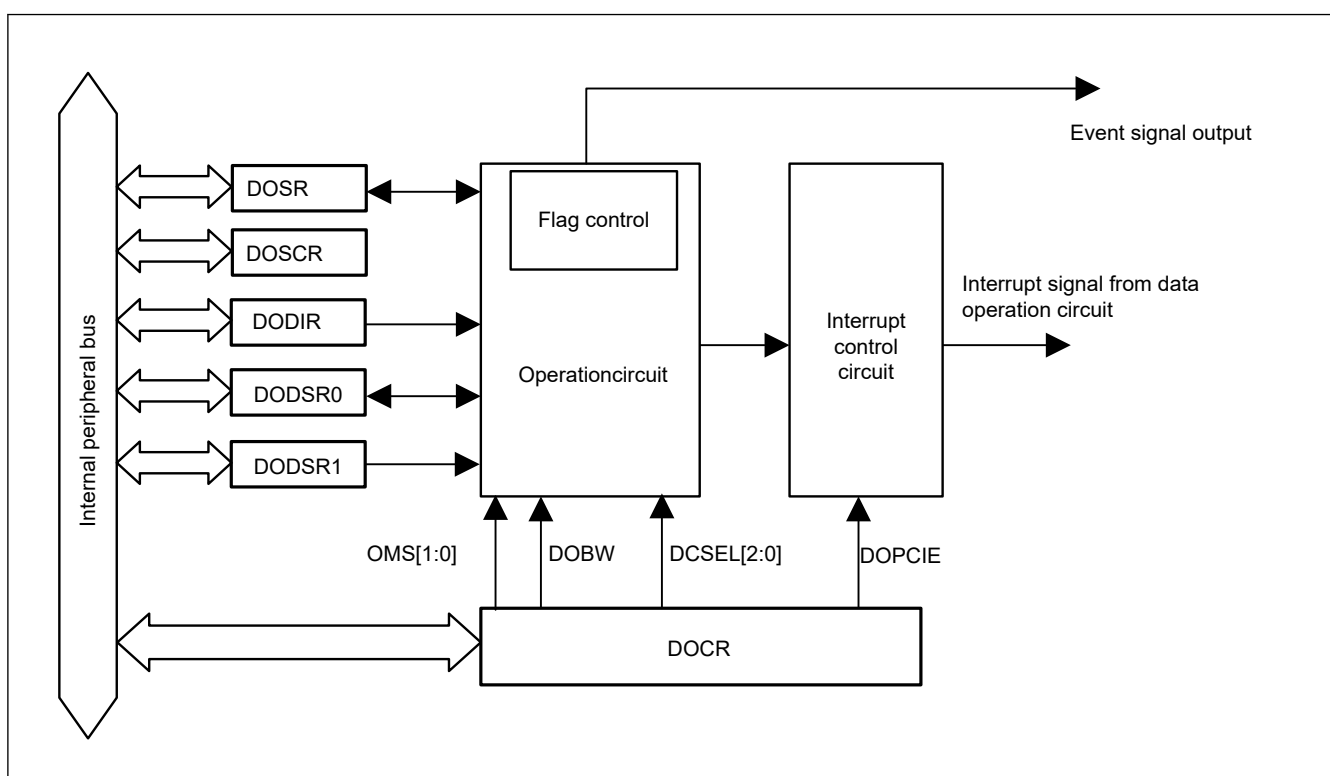 Event signal output
DOSR
Flag control
DOSCR
Interrupt signal from data
operation circuit
DODIR
Interrupt
control
circuit
Operationcircuit
DODSR0
DODSR1
Internal peripheral bus
OMS[1:0]
DOBW
DCSEL[2:0]
DOPCIE
DOCR